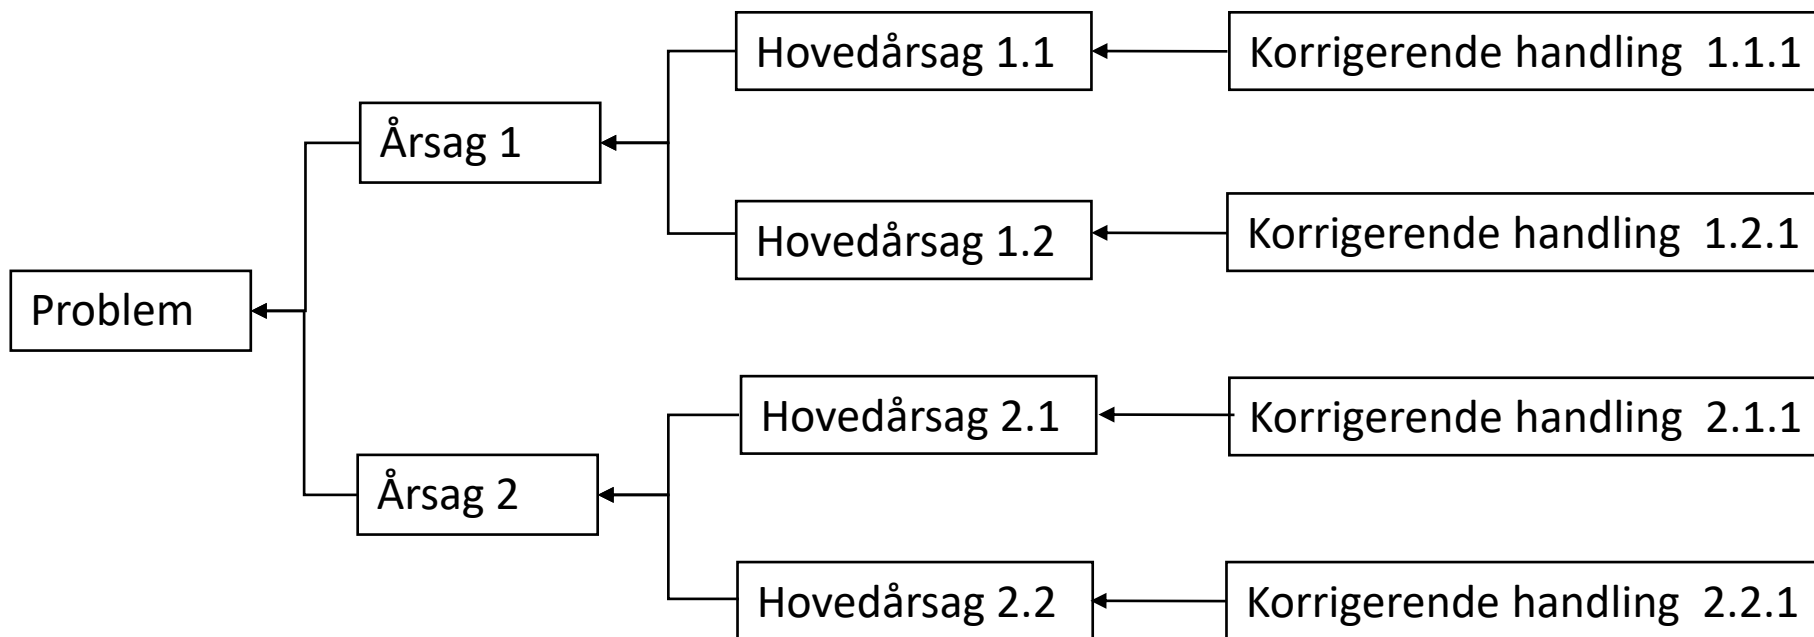 Hovedårsag 1.1
Korrigerende handling 1.1.1
Årsag 1
Hovedårsag 1.2
Korrigerende handling 1.2.1
Problem
Hovedårsag 2.1
Korrigerende handling 2.1.1
Årsag 2
Hovedårsag 2.2
Korrigerende handling 2.2.1